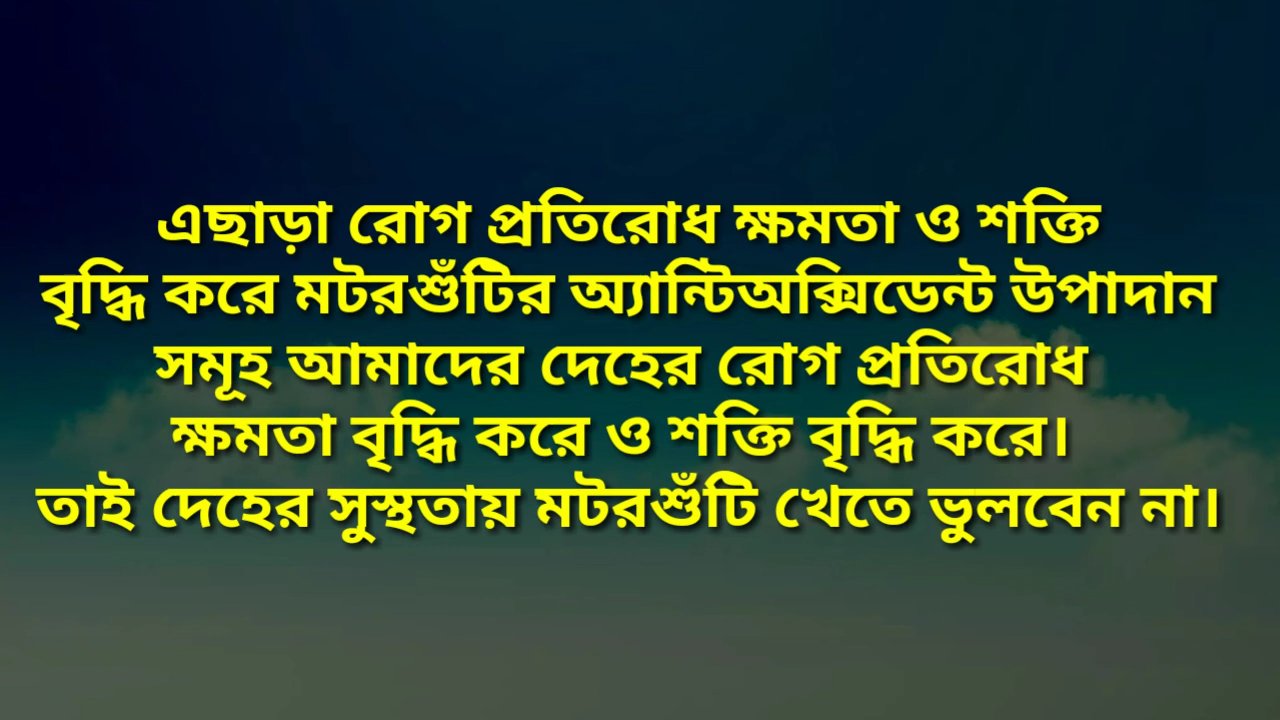 এছাড়া রোগ প্রতিরোধ ক্ষমতা ও শক্তি
বৃদ্ধি করে মটরশুঁটির অ্যান্টিঅক্সিডেন্ট উপাদান
সমূহ আমাদের দেহের রোগ প্রতিরোধ
ক্ষমতা বৃদ্ধি করে ও শক্তি বৃদ্ধি করে।
তাই দেহের সুস্থতায় মটরশুঁটি খেতে ভুলবেন না।